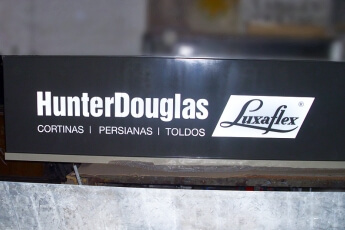 HunterDouglas
CORTINAS | PERSIANAS | TOLDOS
Luxaflex®